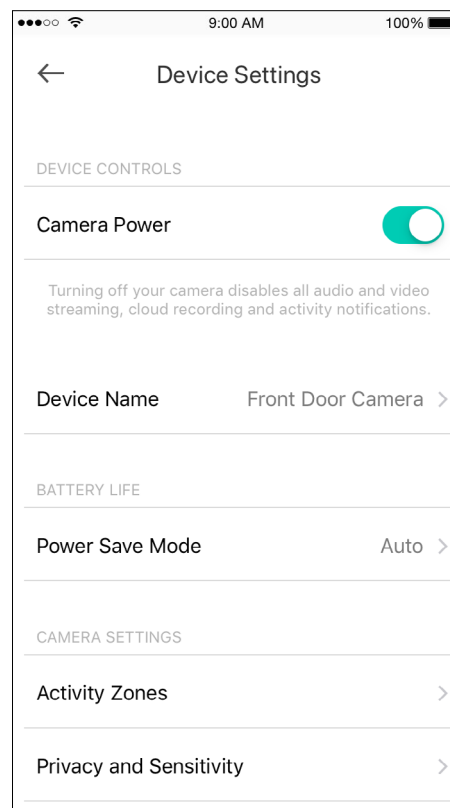 9:00 AM 100%
Device Settings
DEVICE CONTROLS
Camera Power
Turning off your camera disables all audio and video
streaming, cloud recording and activity notifications.
Device Name Front Door Camera
BATTERY LIFE
Power Save Mode Auto
CAMERA SETTINGS
Activity Zones
Privacy and Sensitivity